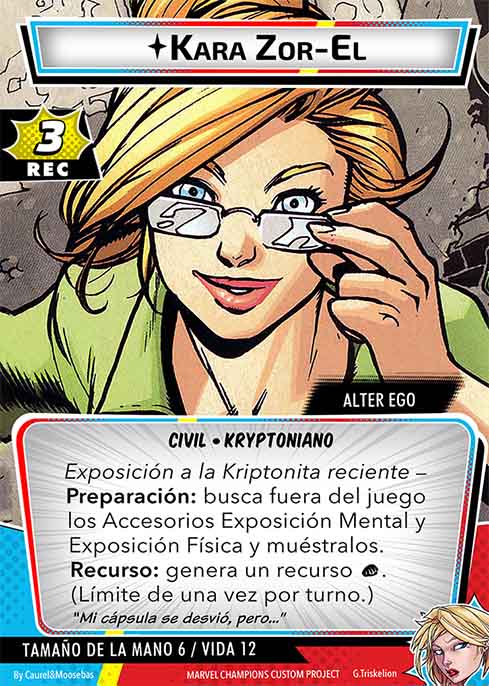 KARA ZOR-EL
3
REC
ALTER EGO
CIVIL • KRYPTONIANO
Exposición a la Kriptonita reciente –
Preparación: busca fuera del juego
los Accesorios Exposición Mental y
Exposición Física y muéstralos.
Recurso: genera un recurso .
(Límite de una vez por turno.)
"Mi cápsula se desvió, pero..."
TAMAÑO DE LA MANO 6 / VIDA 12
By Caurel&Moosebas MARVEL CHAMPIONS CUSTOM PROJECT G.Triskelion